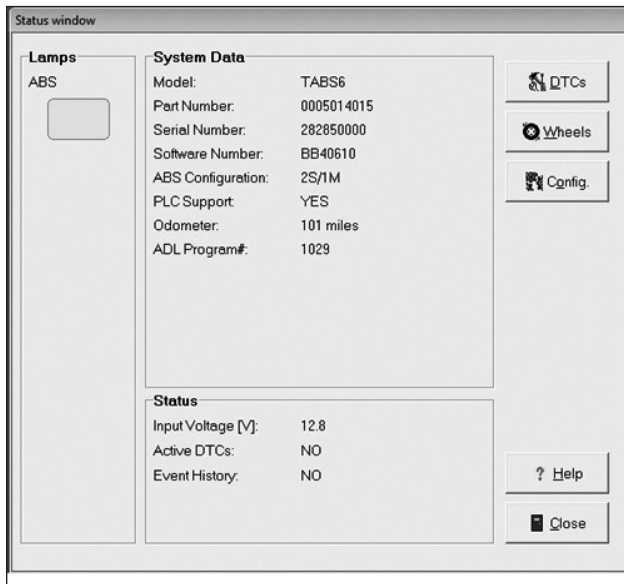 Status window
Lamps
ABS
System Data
Model: TABS6
Part Number: 0005014015
Serial Number: 282850000
Software Number: BB40610
ABS Configuration: 2S/1M
PLC Support: YES
Odometer: 101 miles
ADL Program#: 1029
Status
Input Voltage [V]: 12.8
Active DTCs: NO
Event History: NO
DTCs
Wheels
Config.
? Help
Close